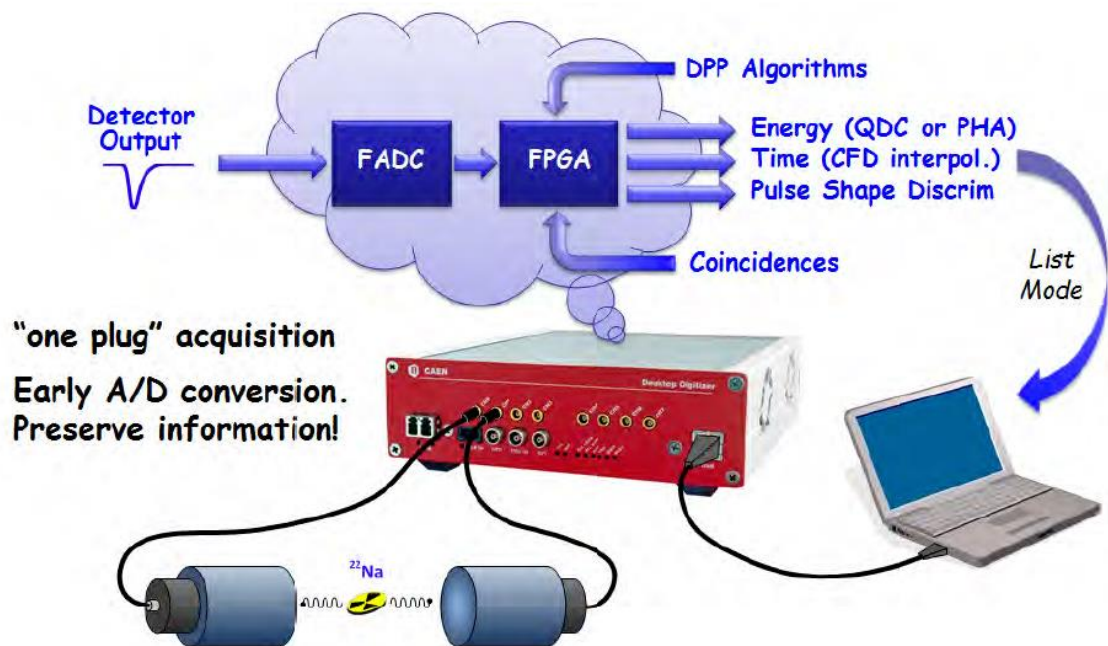 DPP Algorithms
Detector
Output
FADC
FPGA
Energy (QDC or PHA)
Time (CFD interpol.)
Pulse Shape Discrim
Coincidences
List
Mode
"one plug" acquisition
Early A/D conversion.
Preserve information!
CAEN
Desktop Digitizer
22Na